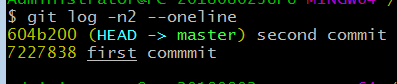 $ git log -n2 --oneline
604b200 (HEAD -> master) second commit
7227838 first commmit